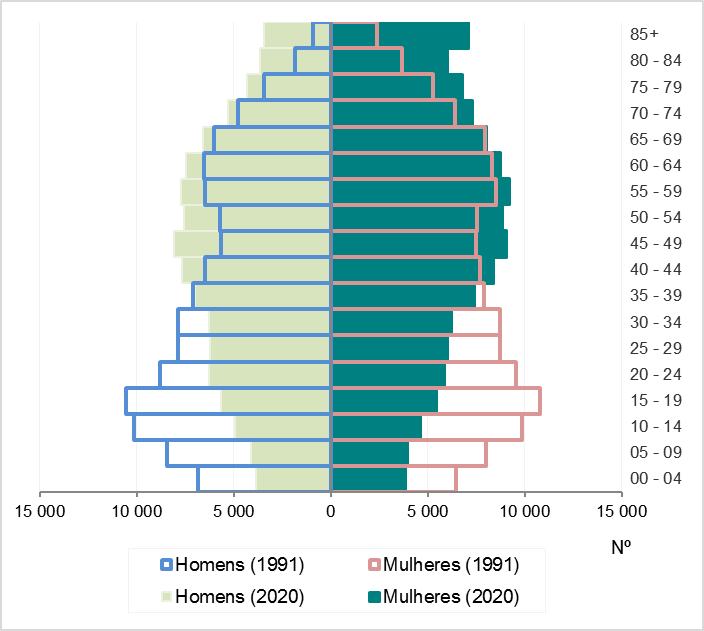 85+
80 - 84
75 - 79
70 - 74
65 - 69
60 - 64
55 - 59
50 - 54
45 - 49
40 - 44
35 - 39
30 - 34
25 - 29
20 - 24
15 - 19
10 - 14
05 - 09
00 - 04
15 000 10 000 5 000 0 5 000 10 000 15 000
Nº
Homens (1991) Mulheres (1991)
Homens (2020) Mulheres (2020)